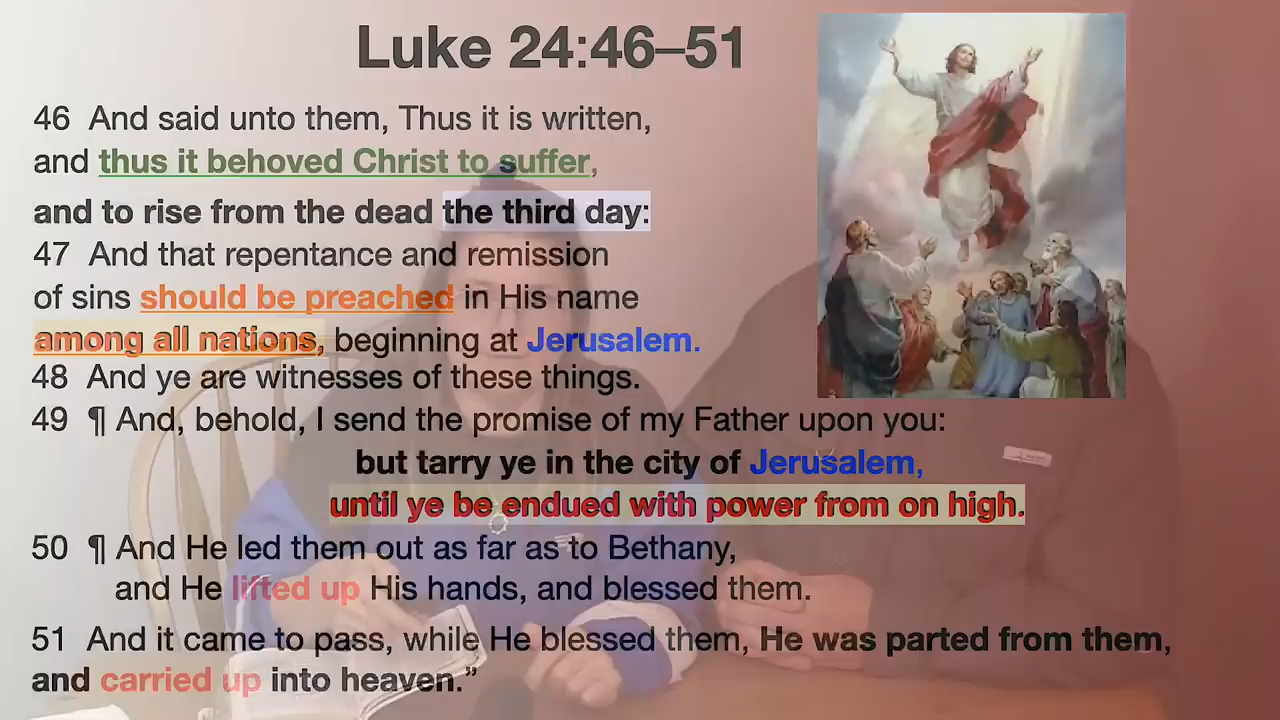 Luke 24:46–51
46 And said unto them, Thus it is written,
and thus it behoved Christ to suffer,
and to rise from the dead the third day:
47 And that repentance and remission
of sins should be preached in His name
among all nations, beginning at Jerusalem.
48 And ye are witnesses of these things.
49 ¶ And, behold, I send the promise of my Father upon you:
but tarry ye in the city of Jerusalem,
until ye be endued with power from on high.
50 ¶ And He led them out as far as to Bethany,
and He lifted up His hands, and blessed them.
51 And it came to pass, while He blessed them, He was parted from them,
and carried up into heaven.”